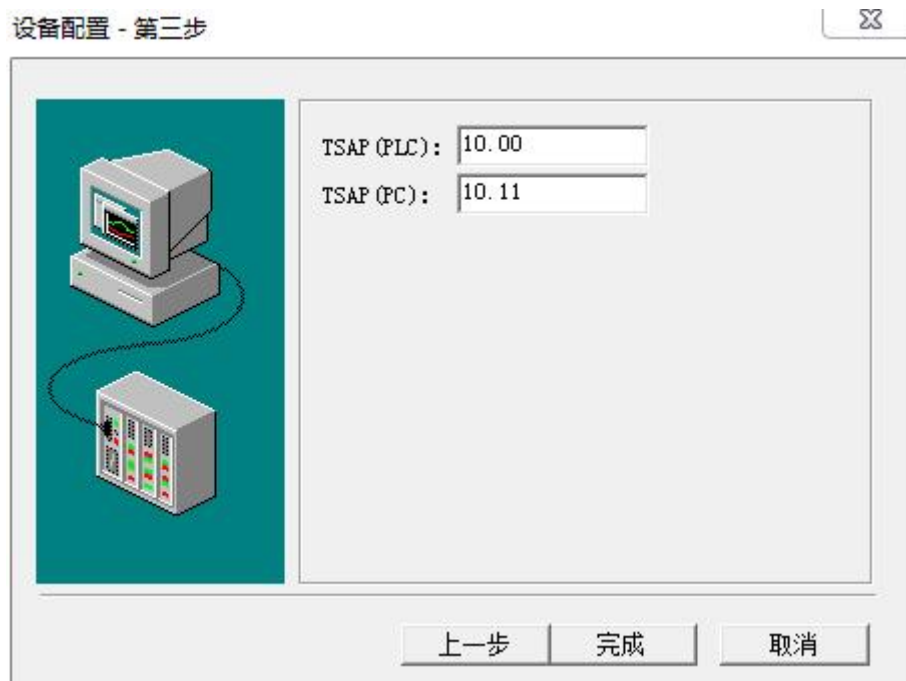 设备配置 - 第三步
TSAP(PLC): 10.00
TSAP(PC): 10.11
上一步 完成 取消